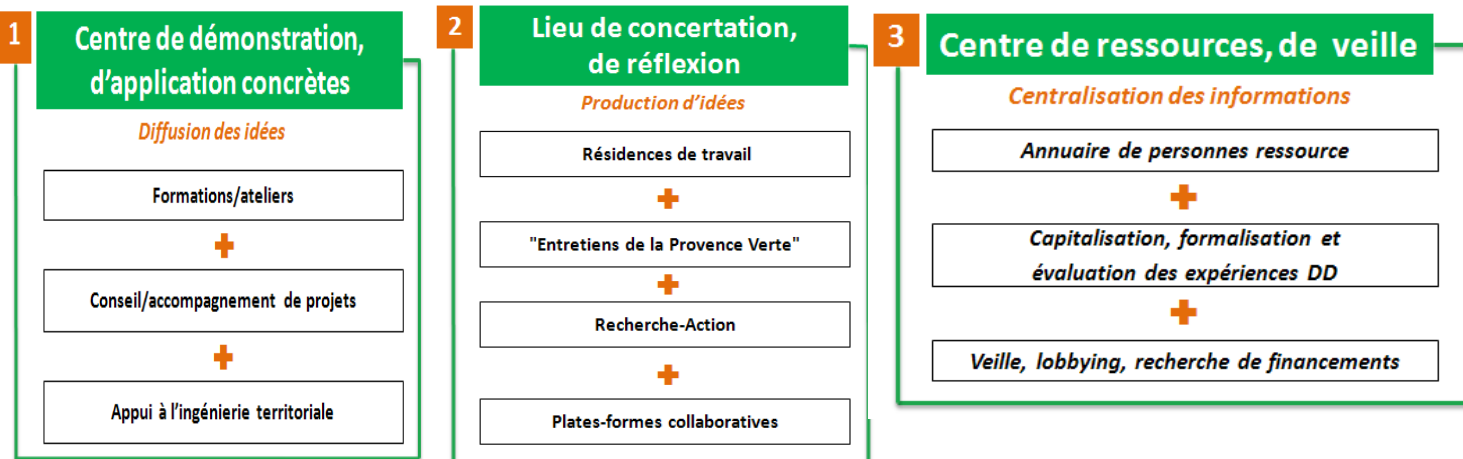 1
Centre de démonstration,
d'application concrètes
Diffusion des idées
Formations/ateliers
Conseil/accompagnement de projets
Appui à l'ingénierie territoriale
2
Lieu de concertation,
de réflexion
Production d'idées
Résidences de travail
"Entretiens de la Provence Verte"
Recherche-Action
Plates-formes collaboratives
3
Centre de ressources, de veille
Centralisation des informations
Annuaire de personnes ressource
Capitalisation, formalisation et
évaluation des expériences DD
Veille, lobbying, recherche de financements